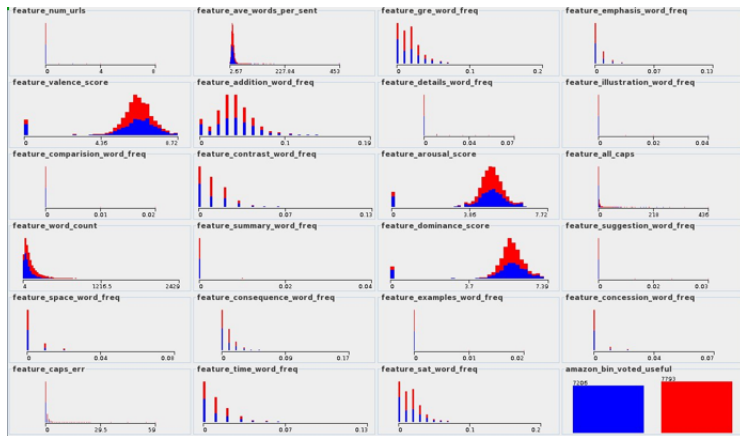 feature_num_urls
0 4 8
feature_ave_words_per_sent
2.67 227.84 453
feature_gre_word_freq
0 0.1 0.2
feature_emphasis_word_freq
0 0.07 0.13
feature_valence_score
0 4.36 8.72
feature_addition_word_freq
0 0.1 0.19
feature_details_word_freq
0 0.04 0.07
feature_illustration_word_freq
0 0.02 0.04
feature_comparision_word_freq
0 0.01 0.02
feature_contrast_word_freq
0 0.07 0.13
feature_arousal_score
0 3.86 7.72
feature_all_caps
0 218 436
feature_word_count
4 1216.5 2429
feature_summary_word_freq
0 0.02 0.04
feature_dominance_score
0 3.7 7.39
feature_suggestion_word_freq
0 0.02 0.03
feature_space_word_freq
0 0.04 0.09
feature_consequence_word_freq
0 0.09 0.17
feature_examples_word_freq
0 0.01 0.02
feature_concession_word_freq
0 0.04 0.07
feature_caps_err
0 29.5 59
feature_time_word_freq
0 0.07 0.13
feature_sat_word_freq
0 0.1 0.2
amazon_bin_voted_useful
7206 7793